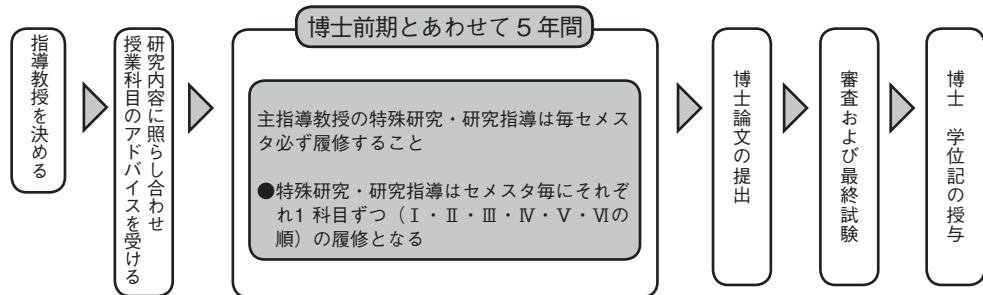 指導教授を決める
研究内容に照らし合わせ
授業科目のアドバイスを受ける
博士前期とあわせて5年間
主指導教授の特殊研究・研究指導は毎セメス
タ必ず履修すること
●特殊研究・研究指導はセメスタ毎にそれぞ
れ1 科目ずつ（Ⅰ・Ⅱ・Ⅲ・Ⅳ・Ⅴ・Ⅵの
順）の履修となる
博士論文の提出
審査および最終試験
博士　学位記の授与